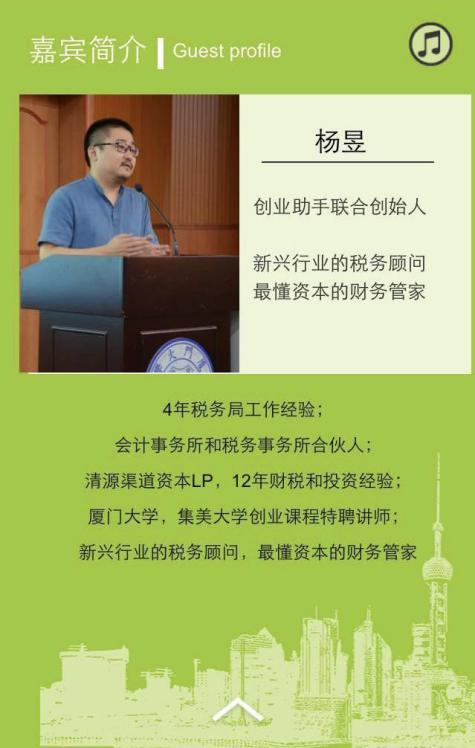 嘉宾简介 Guest profile
杨昱
创业助手联合创始人
新兴行业的税务顾问
最懂资本的财务管家
4年税务局工作经验；
会计事务所和税务事务所合伙人；
清源渠道资本LP，12年财税和投资经验；
厦门大学，集美大学创业课程特聘讲师；
新兴行业的税务顾问，最懂资本的财务管家